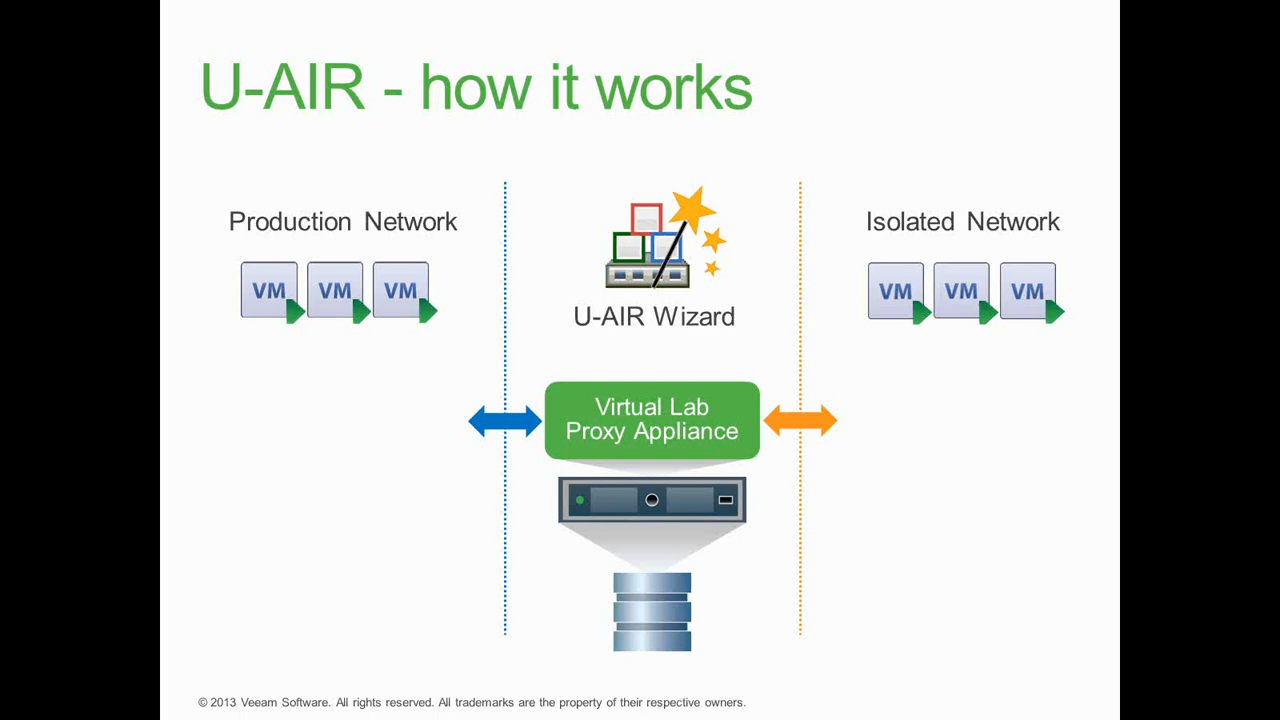 U-AIR - how it works
Production Network
Isolated Network
VM VM VM
VM VM VM
U-AIR Wizard
Virtual Lab
Proxy Appliance
© 2013 Veeam Software. All rights reserved. All trademarks are the property of their respective owners.